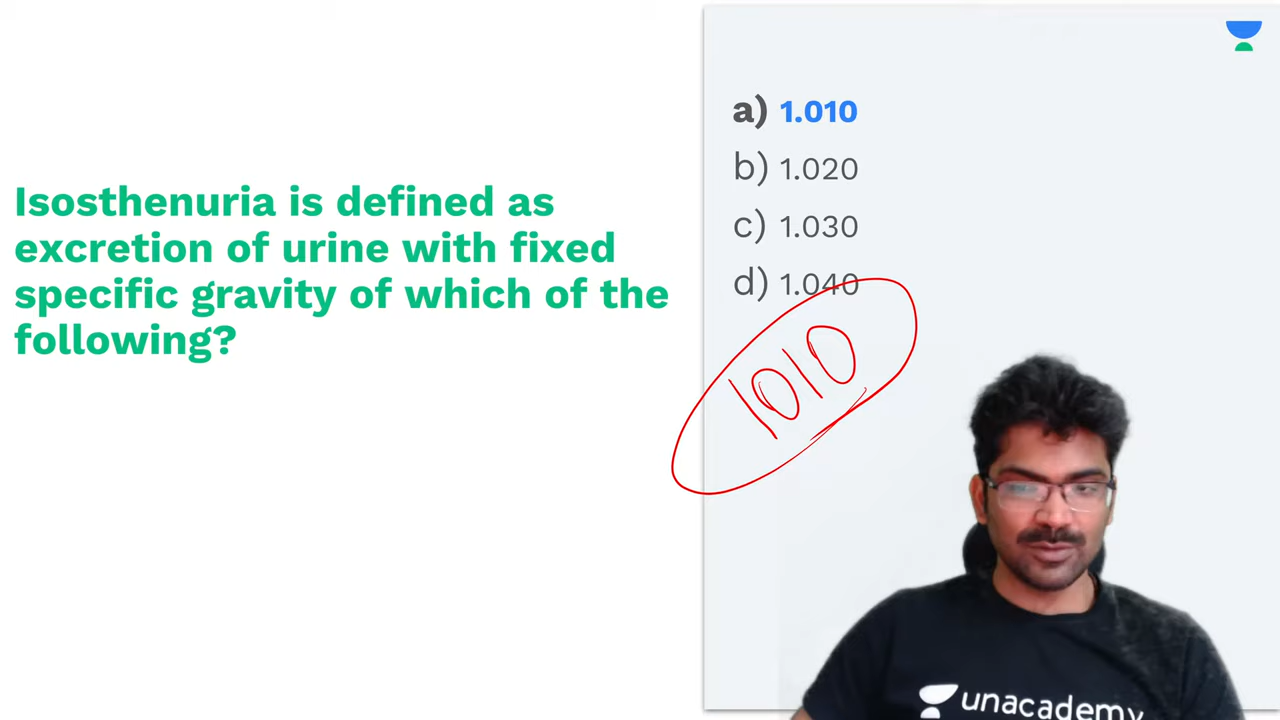 Isosthenuria is defined as
excretion of urine with fixed
specific gravity of which of the
following?
a) 1.010
b) 1.020
c) 1.030
d) 1.040
1010
unacademy